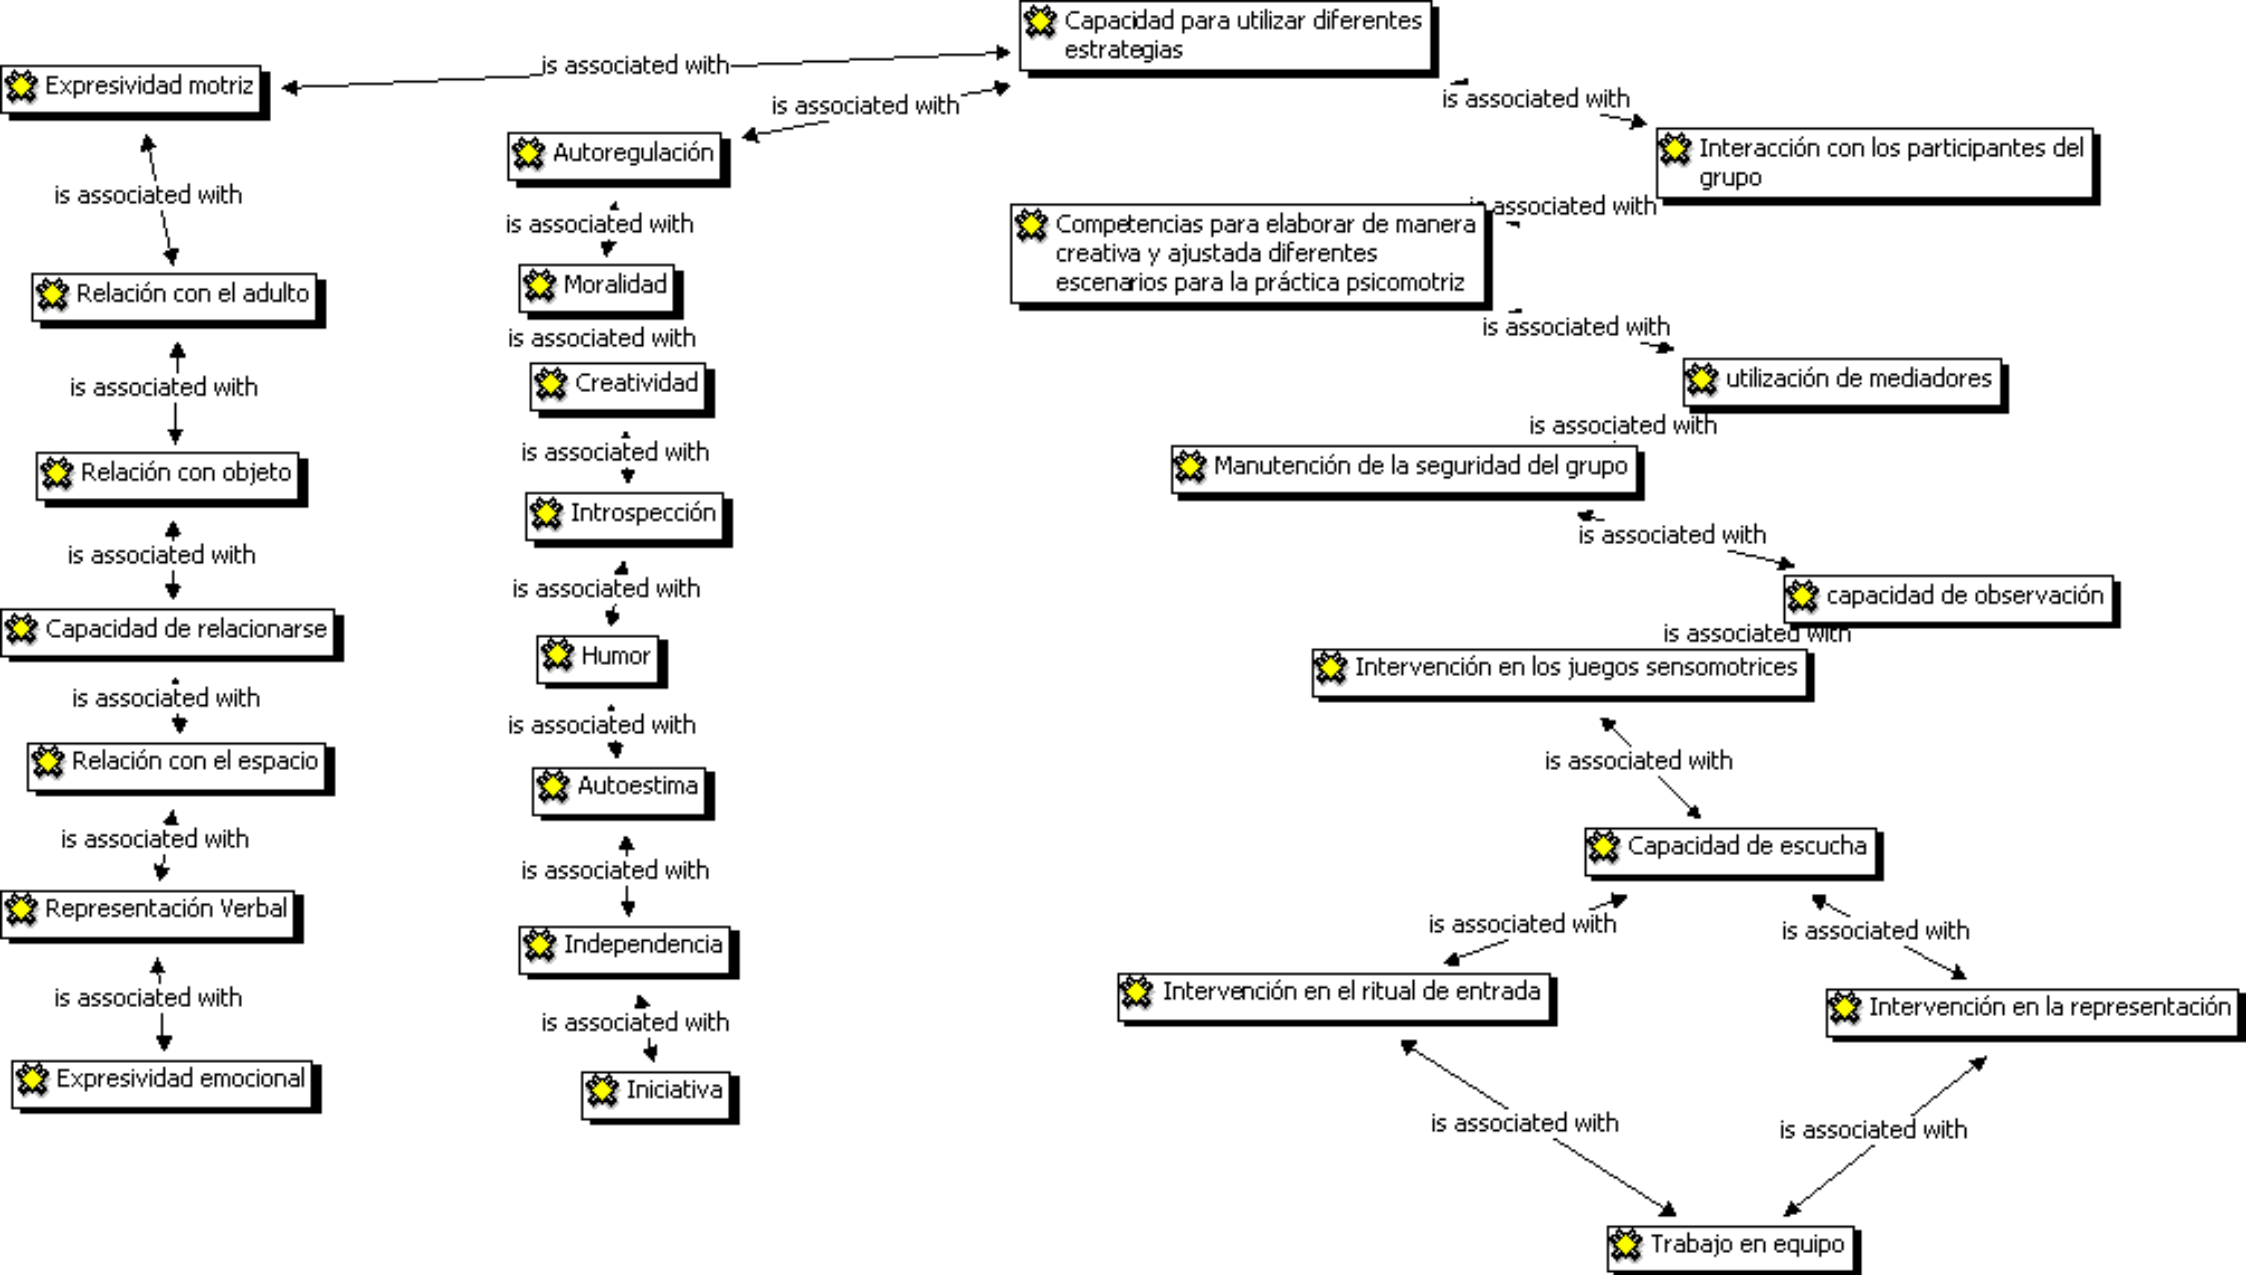 Capacidad para utilizar diferentes
estrategias
is associated with
Expresividad motriz
is associated with
is associated with
Autoregulación
Interacción con los participantes del
grupo
is associated with
is associated with
is associated with
Competencias para elaborar de manera
creativa y ajustada diferentes
escenarios para la práctica psicomotriz
Relación con el adulto
Moralidad
is associated with
is associated with
utilización de mediadores
is associated with
Creatividad
is associated with
is associated with
Relación con objeto
Manutención de la seguridad del grupo
Introspección
is associated with
is associated with
is associated with
capacidad de observación
Capacidad de relacionarse
is associated with
Humor
Intervención en los juegos sensomotrices
is associated with
is associated with
Relación con el espacio
is associated with
Autoestima
is associated with
Capacidad de escucha
is associated with
Representación Verbal
is associated with
is associated with
Independencia
Intervención en el ritual de entrada
is associated with
Intervención en la representación
is associated with
Expresividad emocional
Iniciativa
is associated with
is associated with
Trabajo en equipo